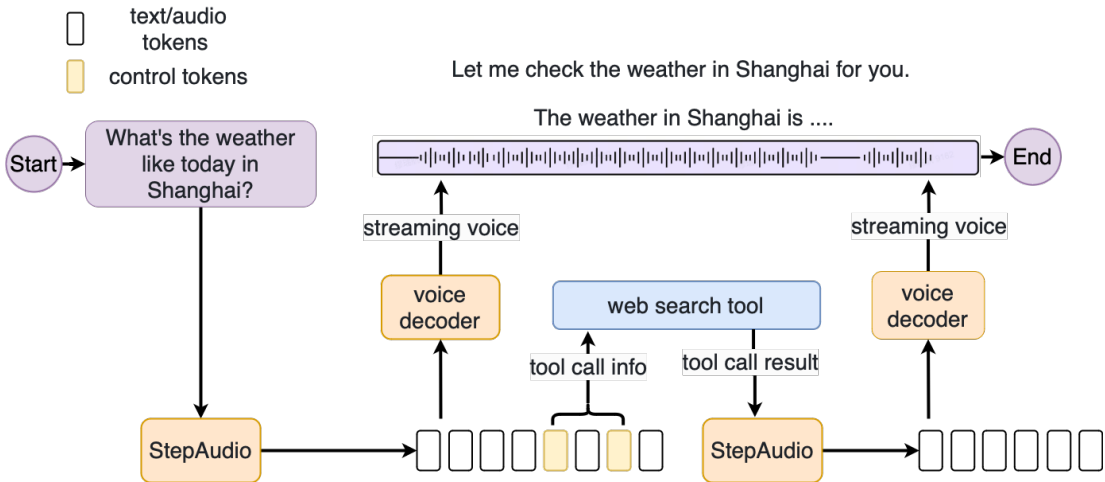 text/audio
tokens
control tokens
Let me check the weather in Shanghai for you.
The weather in Shanghai is ....
Start
What's the weather
like today in
Shanghai?
End
streaming voice
streaming voice
voice
decoder
web search tool
voice
decoder
tool call info
tool call result
StepAudio
StepAudio